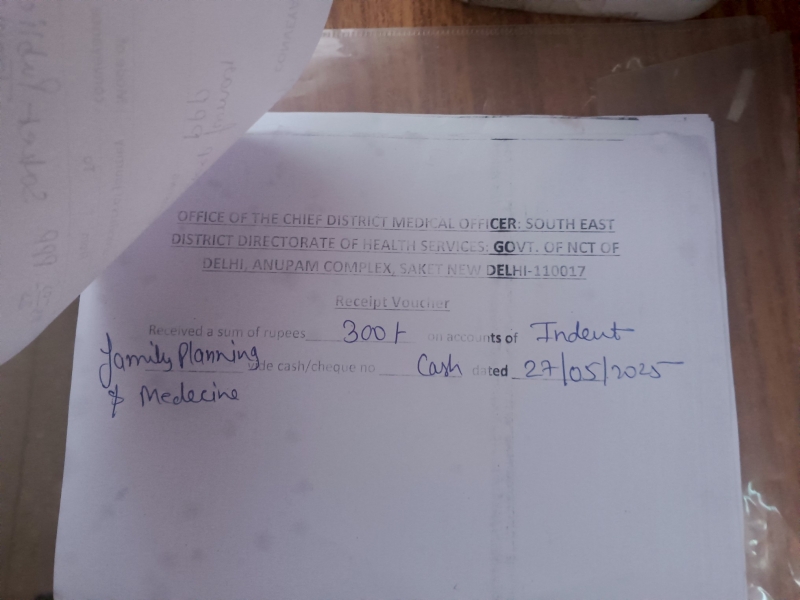 OFFICE OF THE CHIEF DISTRICT MEDICAL OFFICER: SOUTH EAST
DISTRICT DIRECTORATE OF HEALTH SERVICES: GOVT. OF NCT OF
DELHI, ANUPAM COMPLEX, SAKET NEW DELHI-110017
Receipt Voucher
Received a sum of rupees 300/- on accounts of Indent
family Planning vide cash/cheque no Cash dated 27/05/2025
& Medecine